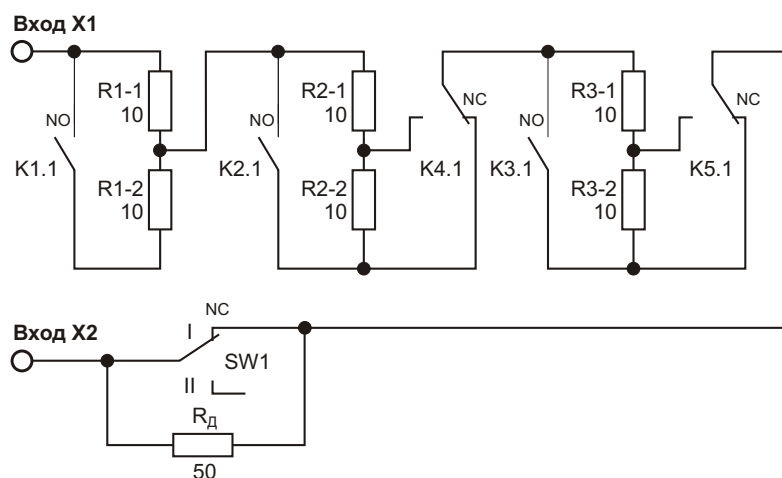 Вход X1
R1-1
10
NO
K1.1
R1-2
10
R2-1
10
NO
K2.1
R2-2
10
NC
K4.1
R3-1
10
NO
K3.1
R3-2
10
NC
K5.1
Вход X2
I
NC
SW1
II
RД
50